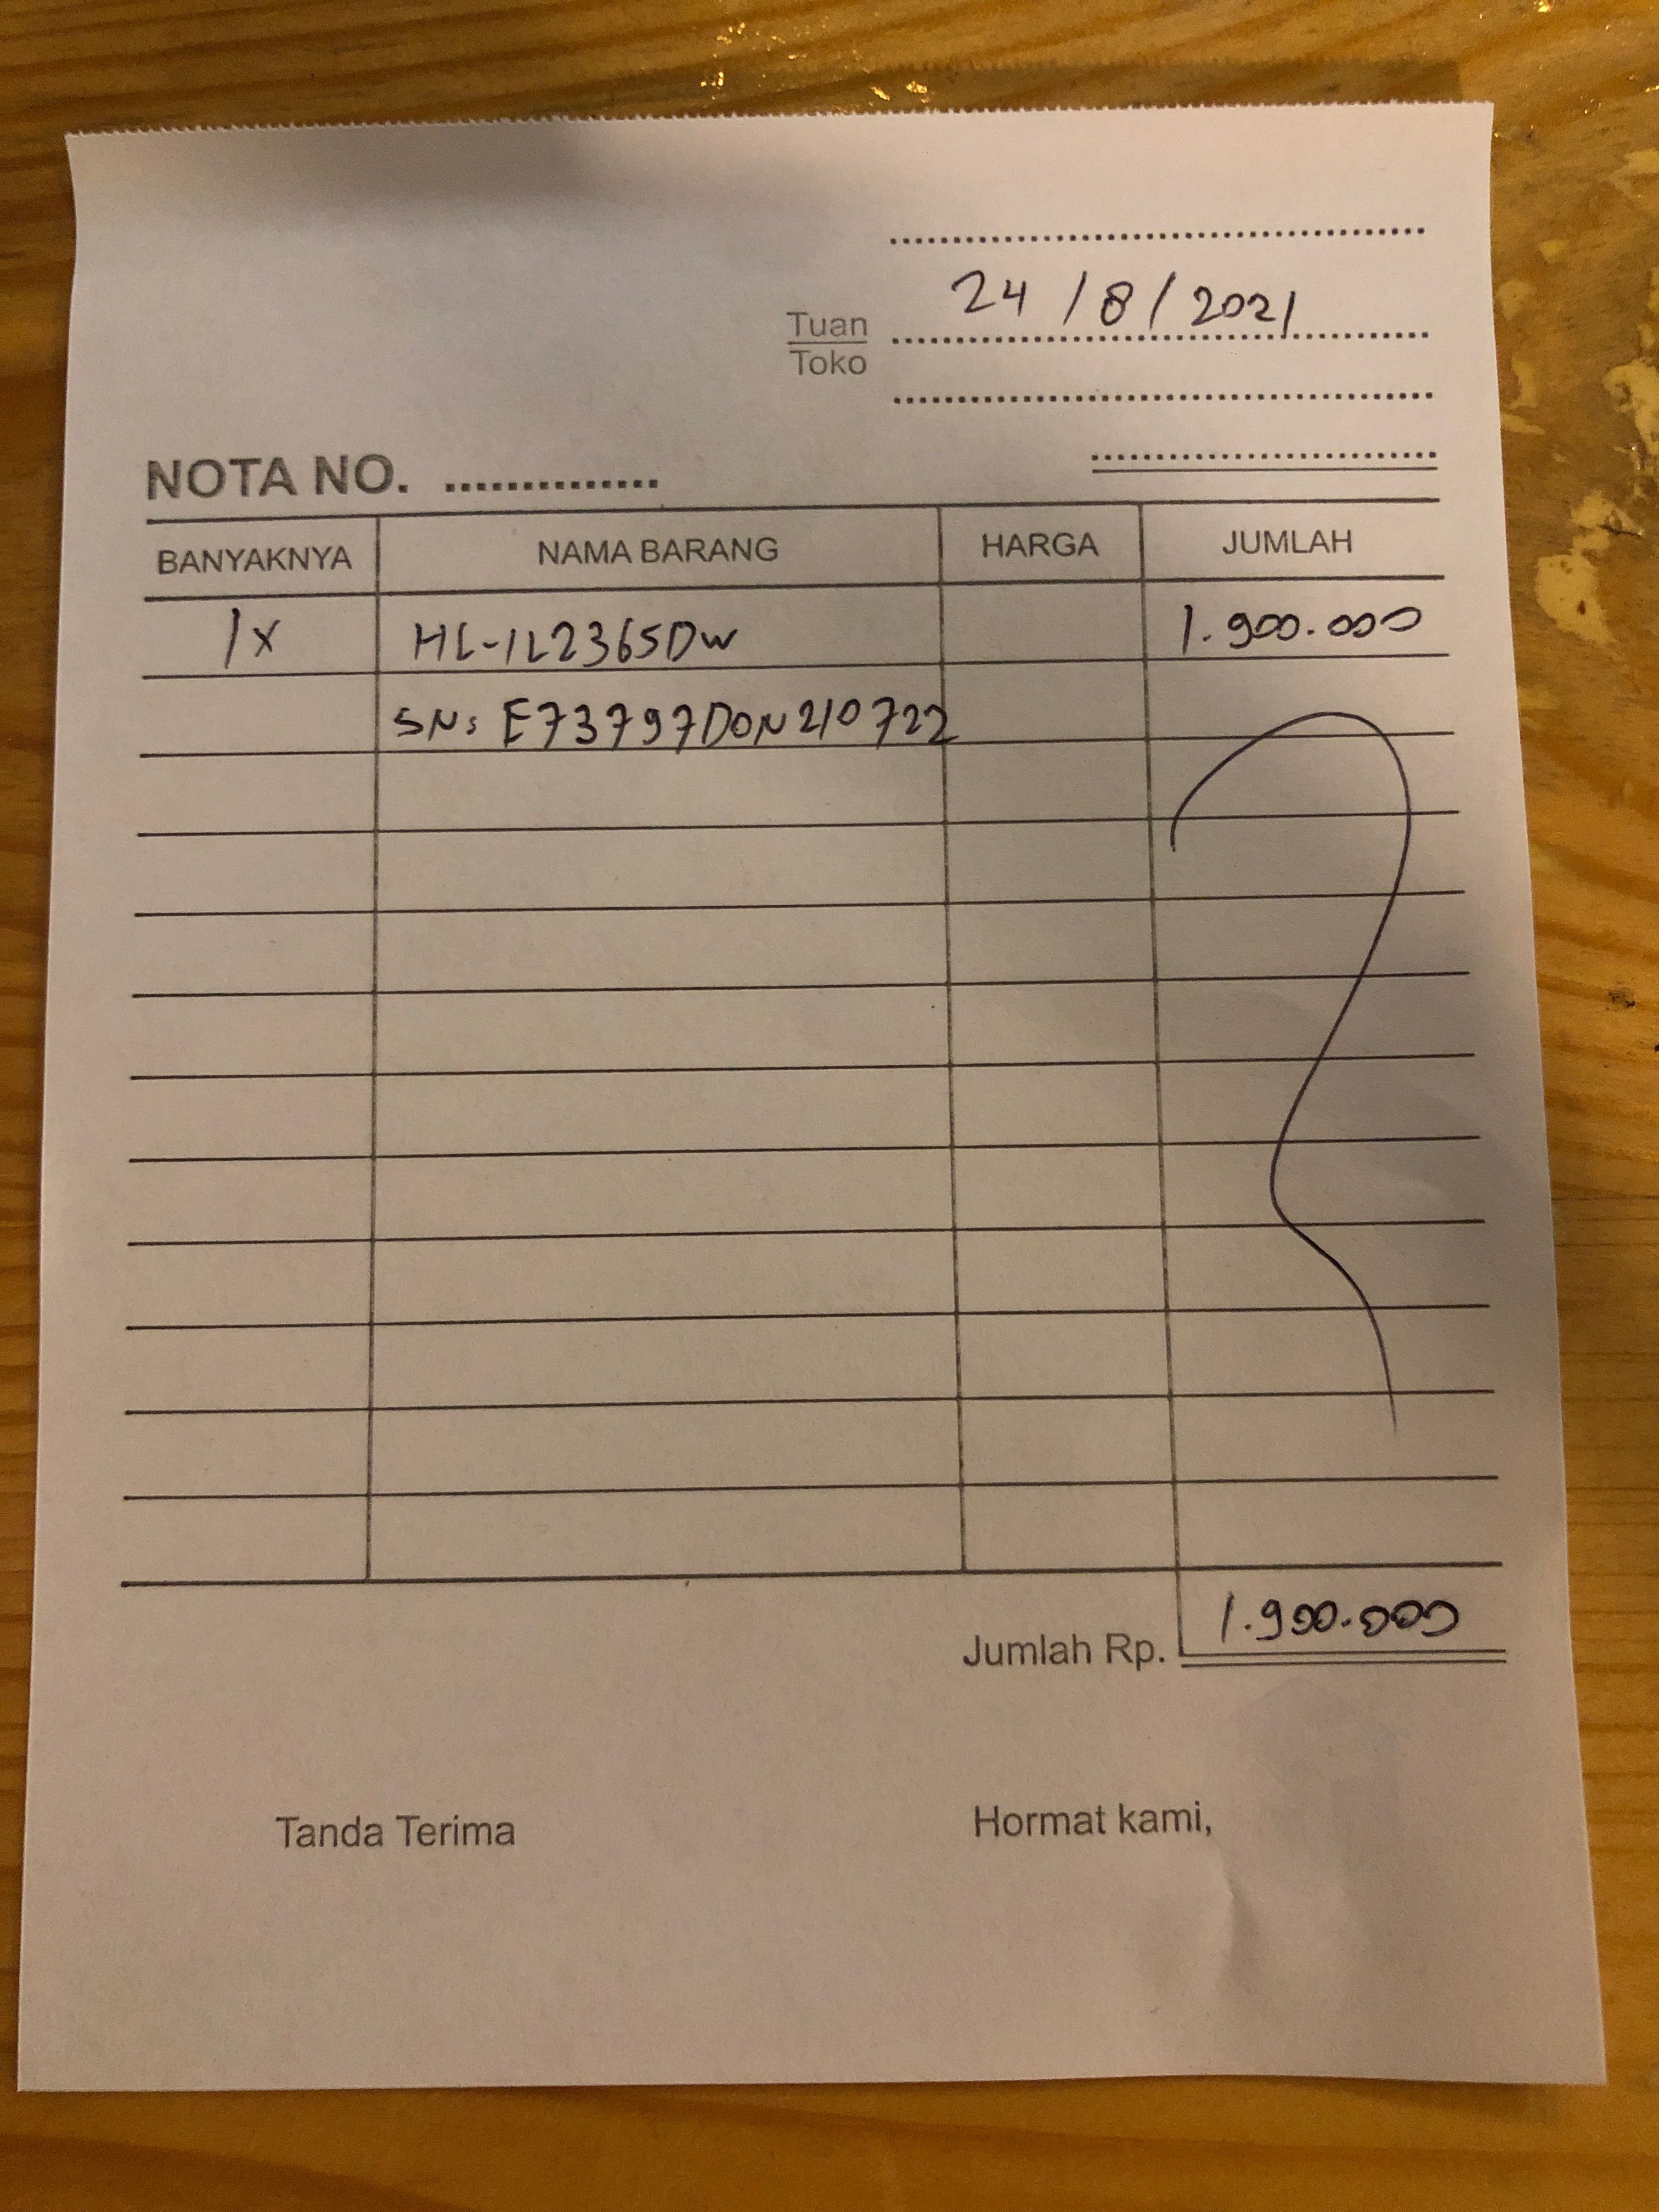 24/8/2021
Tuan
Toko
NOTA NO. ..............
BANYAKNYA NAMA BARANG HARGA JUMLAH
1x HL-1L2365DW 1.900.000
SN: E73797D0N210722
Jumlah Rp. 1.900.000
Tanda Terima Hormat kami,